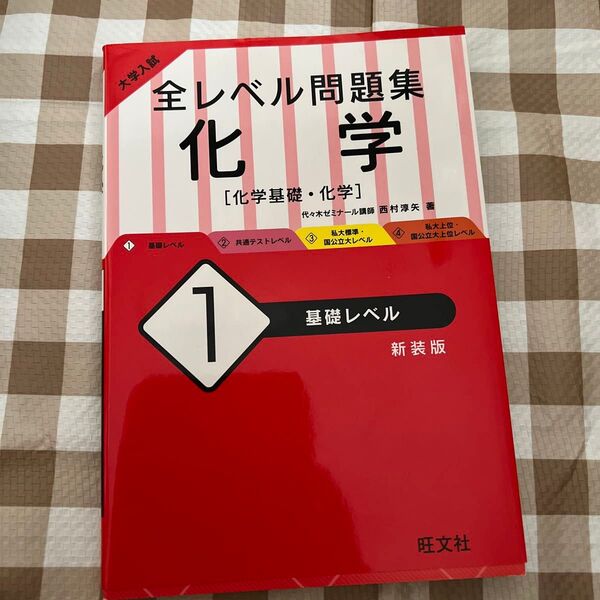 大学入試
全レベル問題集
化学
[化学基礎・化学]
代々木ゼミナール講師 西村淳矢 著
① 基礎レベル
② 共通テストレベル
③ 私大標準・
国公立大レベル
④ 私大上位・
国公立大上位レベル
1
基礎レベル
新装版
旺文社